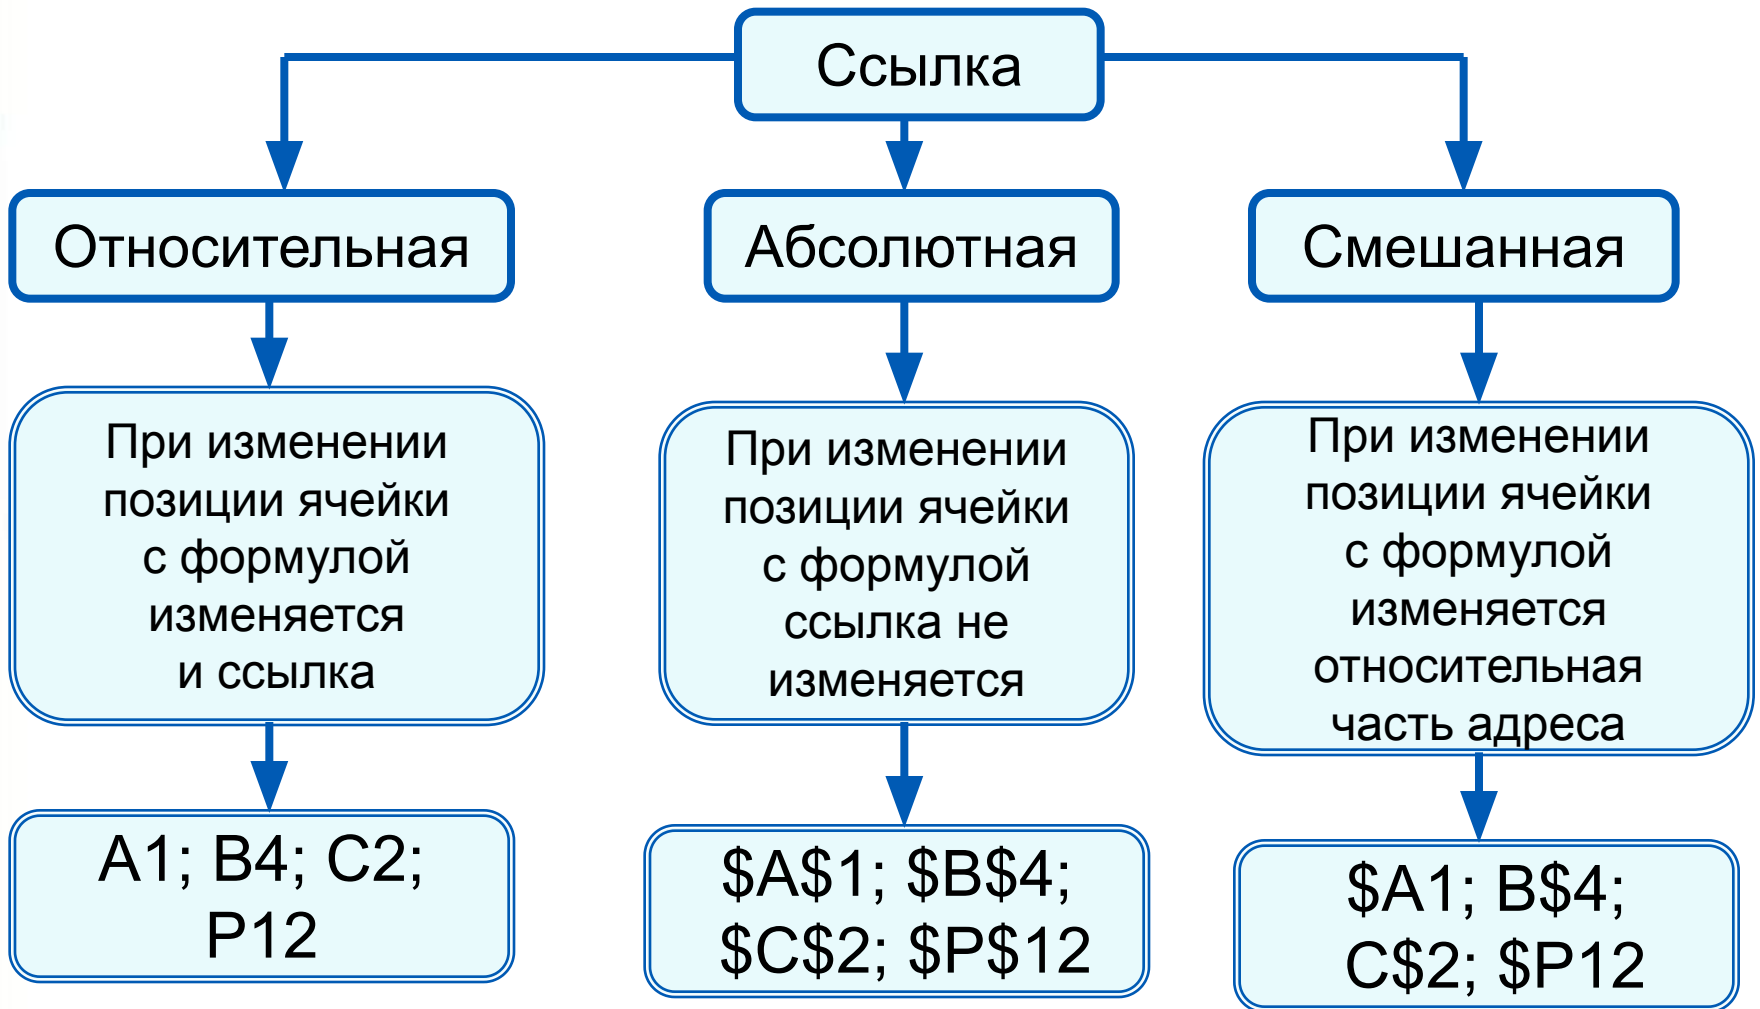 Ссылка
Относительная
Абсолютная
Смешанная
При изменении
позиции ячейки
с формулой
изменяется
и ссылка
При изменении
позиции ячейки
с формулой
ссылка не
изменяется
При изменении
позиции ячейки
с формулой
изменяется
относительная
часть адреса
A1; B4; C2;
P12
$A$1; $B$4;
$C$2; $P$12
$A1; B$4;
C$2; $P12